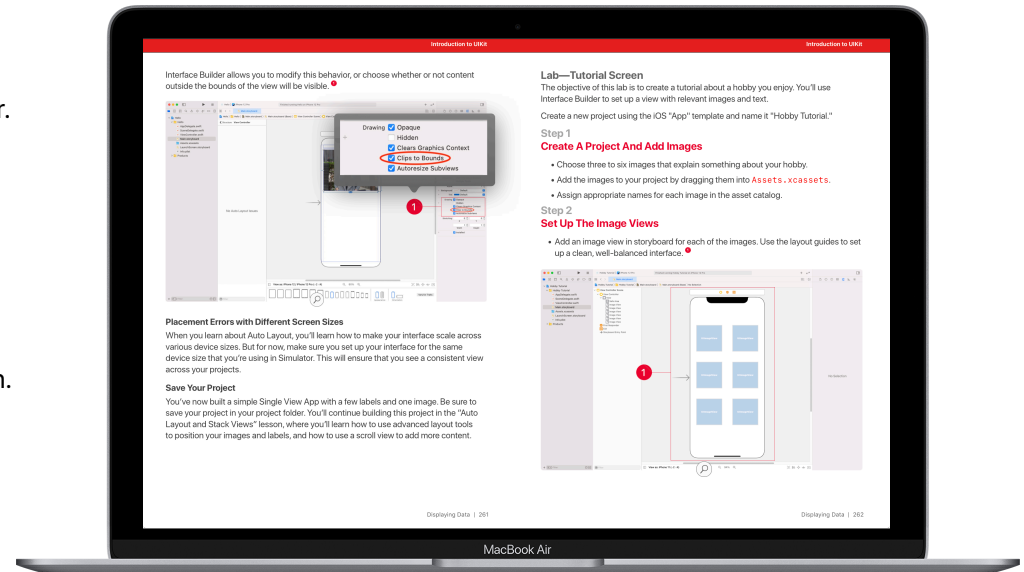 r.
n.
Introduction to UIKit
Interface Builder allows you to modify this behavior, or choose whether or not content
outside the bounds of the view will be visible. 1
Drawing Opaque
Hidden
Clears Graphics Context
Clips to Bounds
Autoresize Subviews
1
Placement Errors with Different Screen Sizes
When you learn about Auto Layout, you'll learn how to make your interface scale across
various device sizes. But for now, make sure you set up your interface for the same
device size that you're using in Simulator. This will ensure that you see a consistent view
across your projects.
Save Your Project
You've now built a simple Single View App with a few labels and one image. Be sure to
save your project in your project folder. You'll continue building this project in the "Auto
Layout and Stack Views" lesson, where you'll learn how to use advanced layout tools
to position your images and labels, and how to use a scroll view to add more content.
Displaying Data | 261
Introduction to UIKit
Lab—Tutorial Screen
The objective of this lab is to create a tutorial about a hobby you enjoy. You'll use
Interface Builder to set up a view with relevant images and text.
Create a new project using the iOS "App" template and name it "Hobby Tutorial."
Step 1
Create A Project And Add Images
• Choose three to six images that explain something about your hobby.
• Add the images to your project by dragging them into Assets.xcassets.
• Assign appropriate names for each image in the asset catalog.
Step 2
Set Up The Image Views
• Add an image view in storyboard for each of the images. Use the layout guides to set
up a clean, well-balanced interface. 1
1
No Selection
Displaying Data | 262
MacBook Air